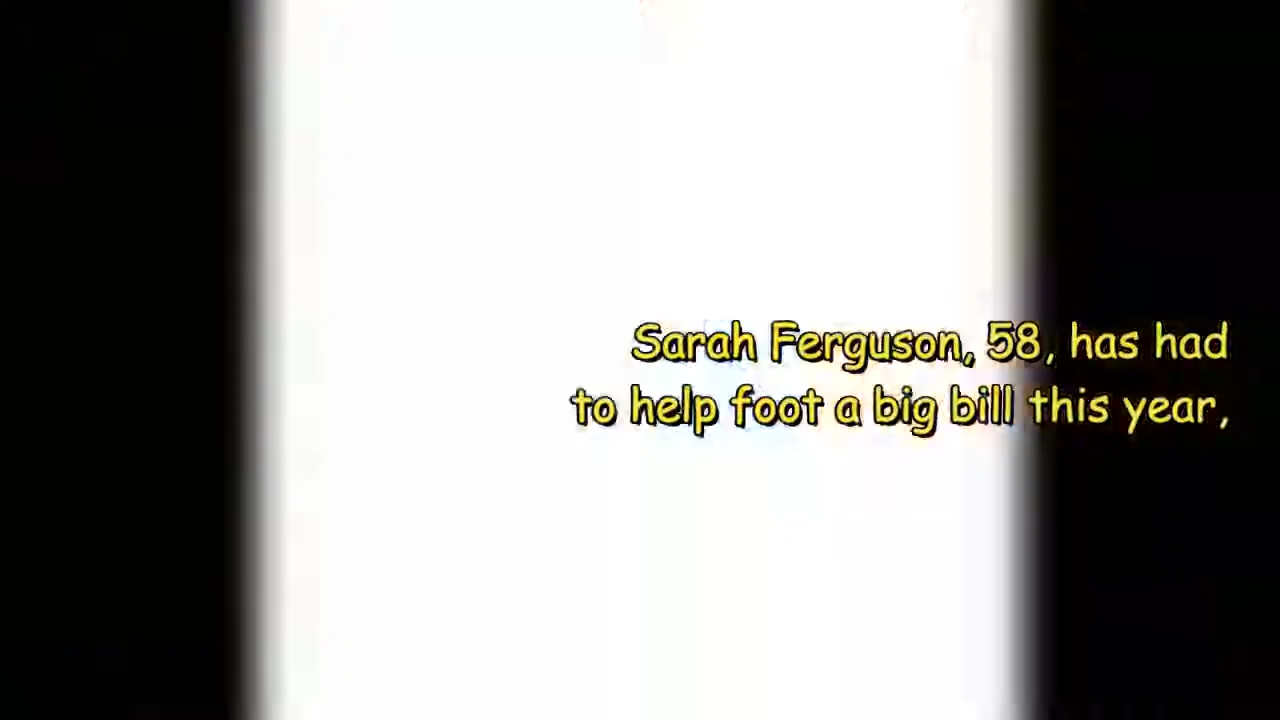 Sarah Ferguson, 58, has had
to help foot a big bill this year,